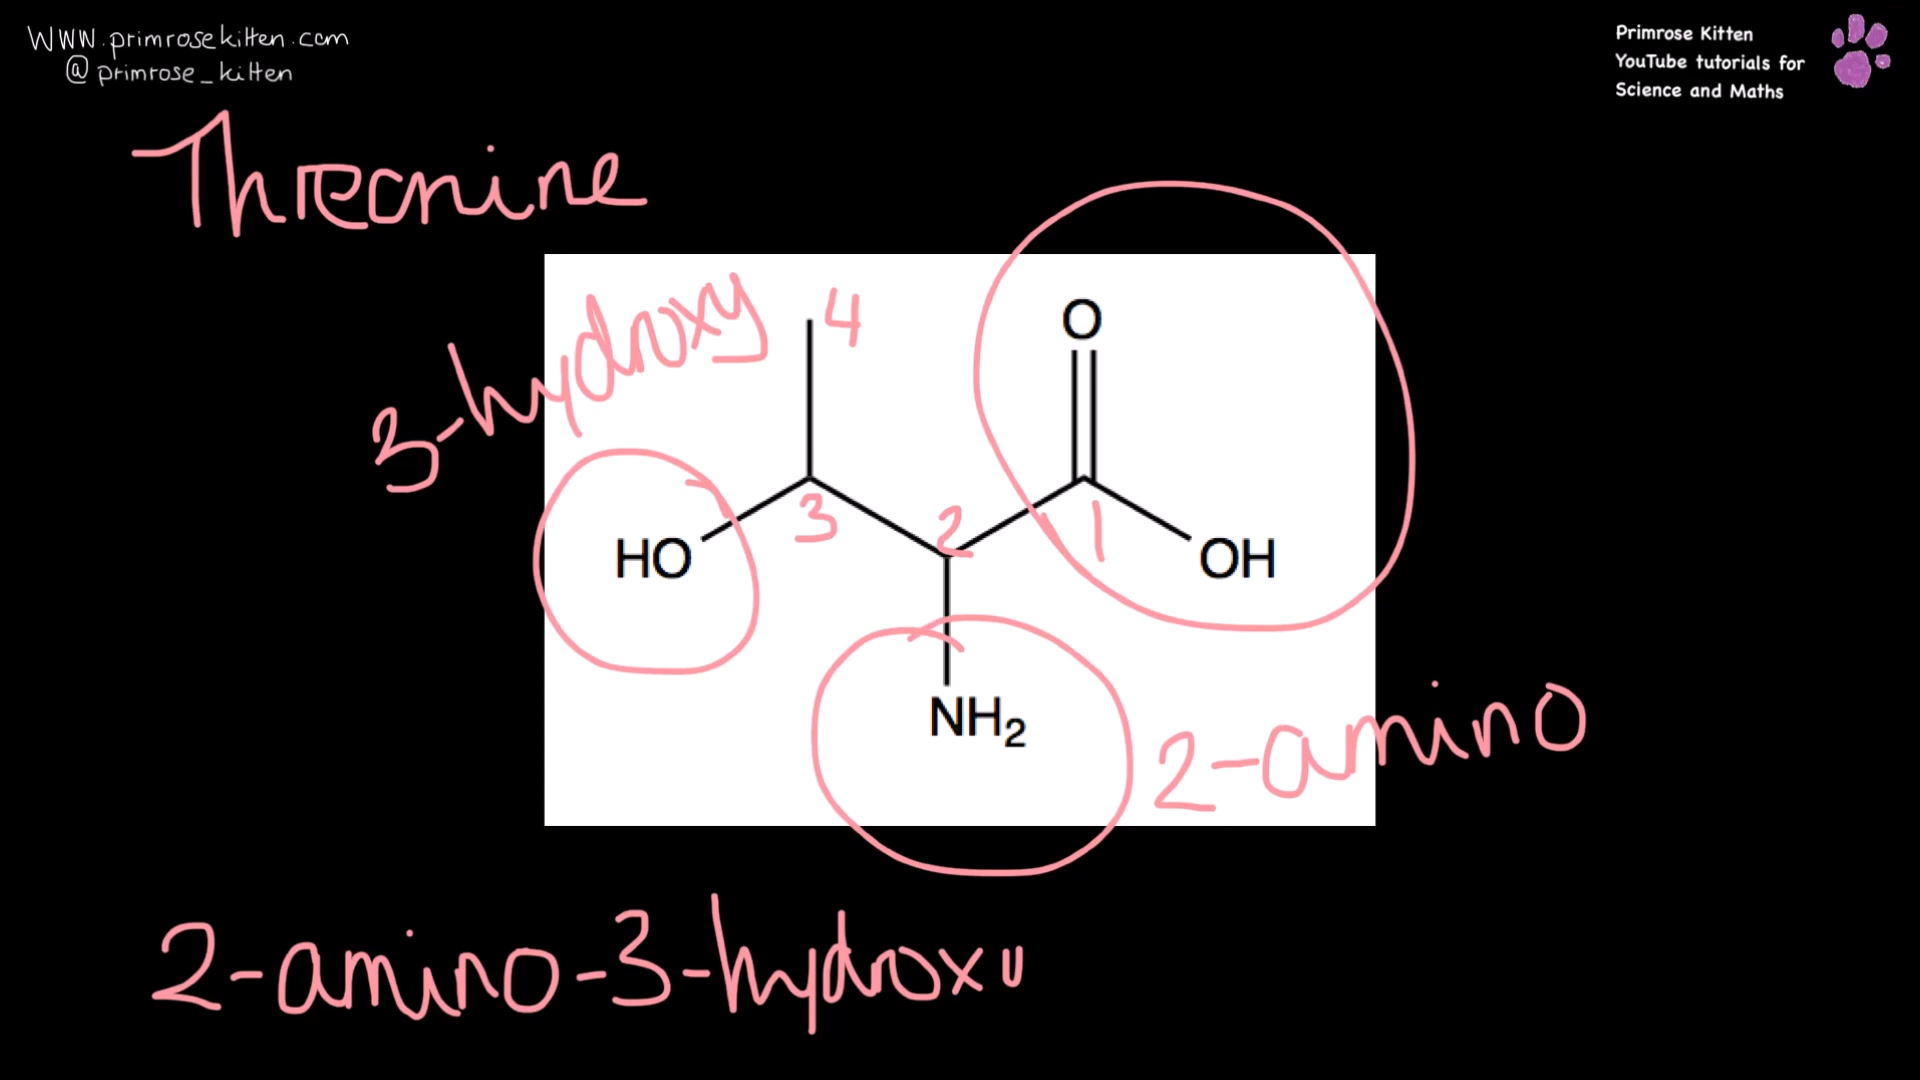 www.primrosekitten.com
@primrose_kitten
Primrose Kitten
YouTube tutorials for
Science and Maths
Threonine
3-hydroxy
4
O
3
2
1
HO
OH
NH₂
2-amino
2-amino-3-hydrox